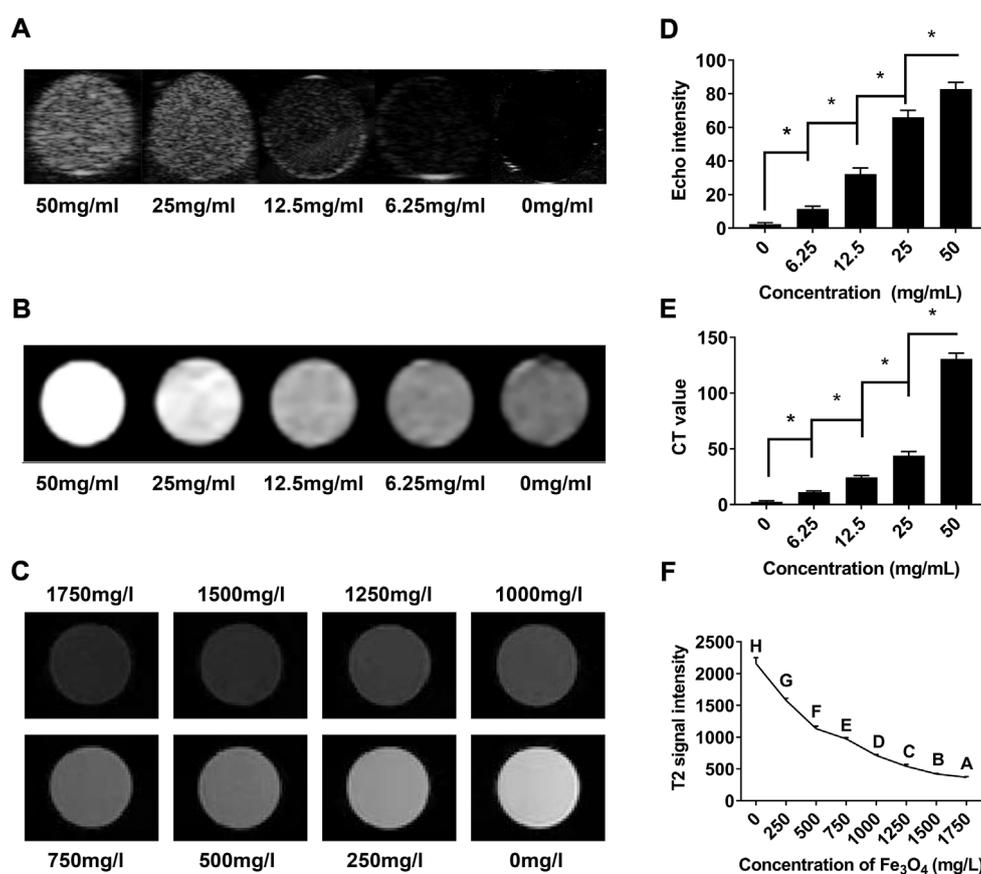 A
50mg/ml 25mg/ml 12.5mg/ml 6.25mg/ml 0mg/ml
B
50mg/ml 25mg/ml 12.5mg/ml 6.25mg/ml 0mg/ml
C
1750mg/l 1500mg/l 1250mg/l 1000mg/l
750mg/l 500mg/l 250mg/l 0mg/l
D
Echo intensity
100
80
60
40
20
0
* * * *
0 6.25 12.5 25 50
Concentration (mg/mL)
E
CT value
150
100
50
0
* * * *
0 6.25 12.5 25 50
Concentration (mg/mL)
F
T2 signal intensity
2500
2000
1500
1000
500
0
H G F E D C B A
0 250 500 750 1000 1250 1500 1750
Concentration of Fe₃O₄ (mg/L)